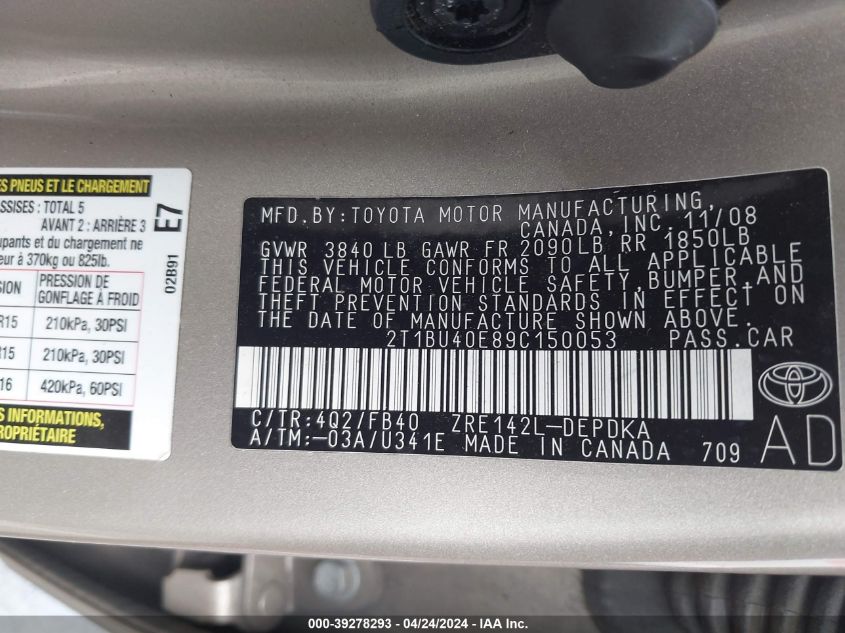 ES PNEUS ET LE CHARGEMENT
SSISES : TOTAL 5
AVANT 2 : ARRIÈRE 3
upants et du chargement ne
eur à 370kg ou 825lb.
E7
02B91
SION PRESSION DE GONFLAGE À FROID
R15 210kPa, 30PSI
R15 210kPa, 30PSI
16 420kPa, 60PSI
S INFORMATIONS,
ROPRIÉTAIRE
MFD.BY:TOYOTA MOTOR MANUFACTURING,
CANADA, INC. 11/08
GVWR 3840 LB GAWR FR 2090LB, RR 1850LB
THIS VEHICLE CONFORMS TO ALL APPLICABLE
FEDERAL MOTOR VEHICLE SAFETY,BUMPER,AND
THEFT PREVENTION STANDARDS IN EFFECT ON
THE DATE OF MANUFACTURE SHOWN ABOVE.
2T1BU40E89C150053 PASS.CAR
C/TR:4Q2/FB40 ZRE142L-DEPDKA
A/TM:-03A/U341E MADE IN CANADA 709
AD
000-39278293 - 04/24/2024 - IAAI.com